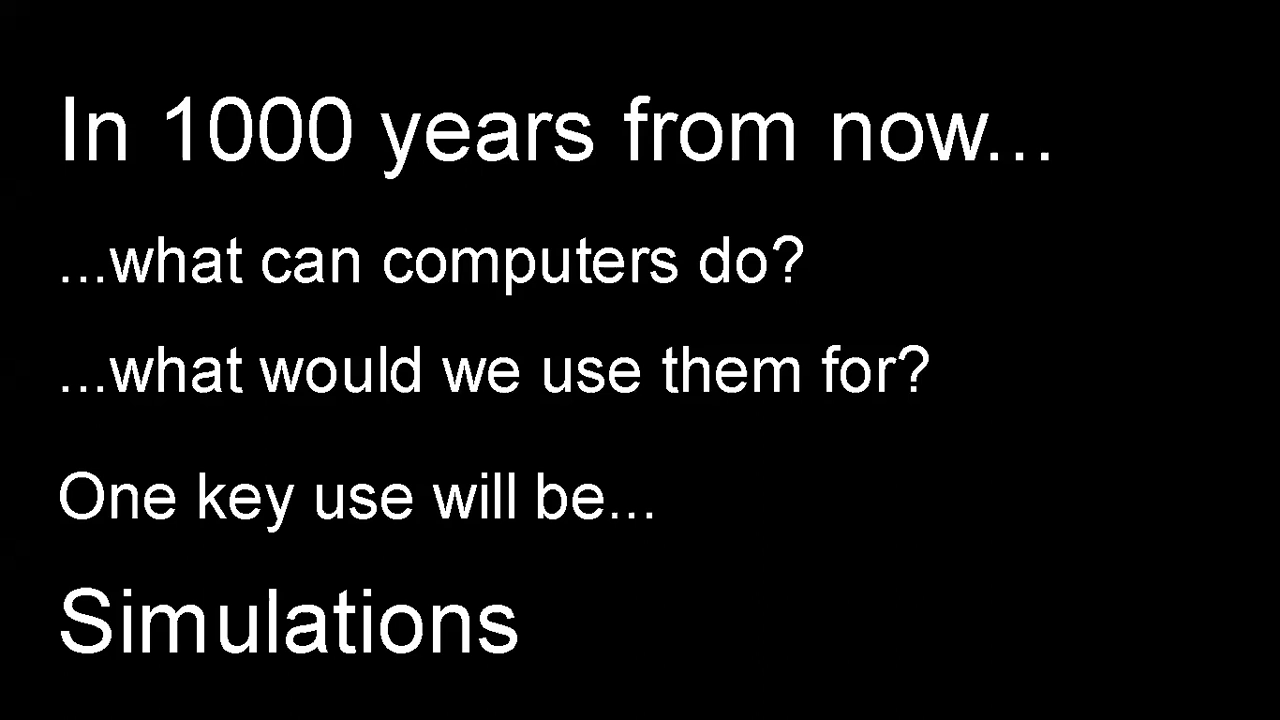 In 1000 years from now...
...what can computers do?
...what would we use them for?
One key use will be...
Simulations